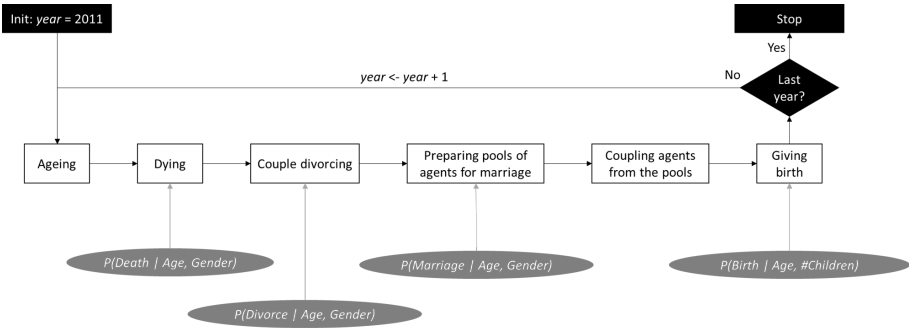 Init: year = 2011
Stop
Yes
No
year <- year + 1
Last
year?
Ageing
Dying
Couple divorcing
Preparing pools of
agents for marriage
Coupling agents
from the pools
Giving
birth
P(Death | Age, Gender)
P(Marriage | Age, Gender)
P(Birth | Age, #Children)
P(Divorce | Age, Gender)